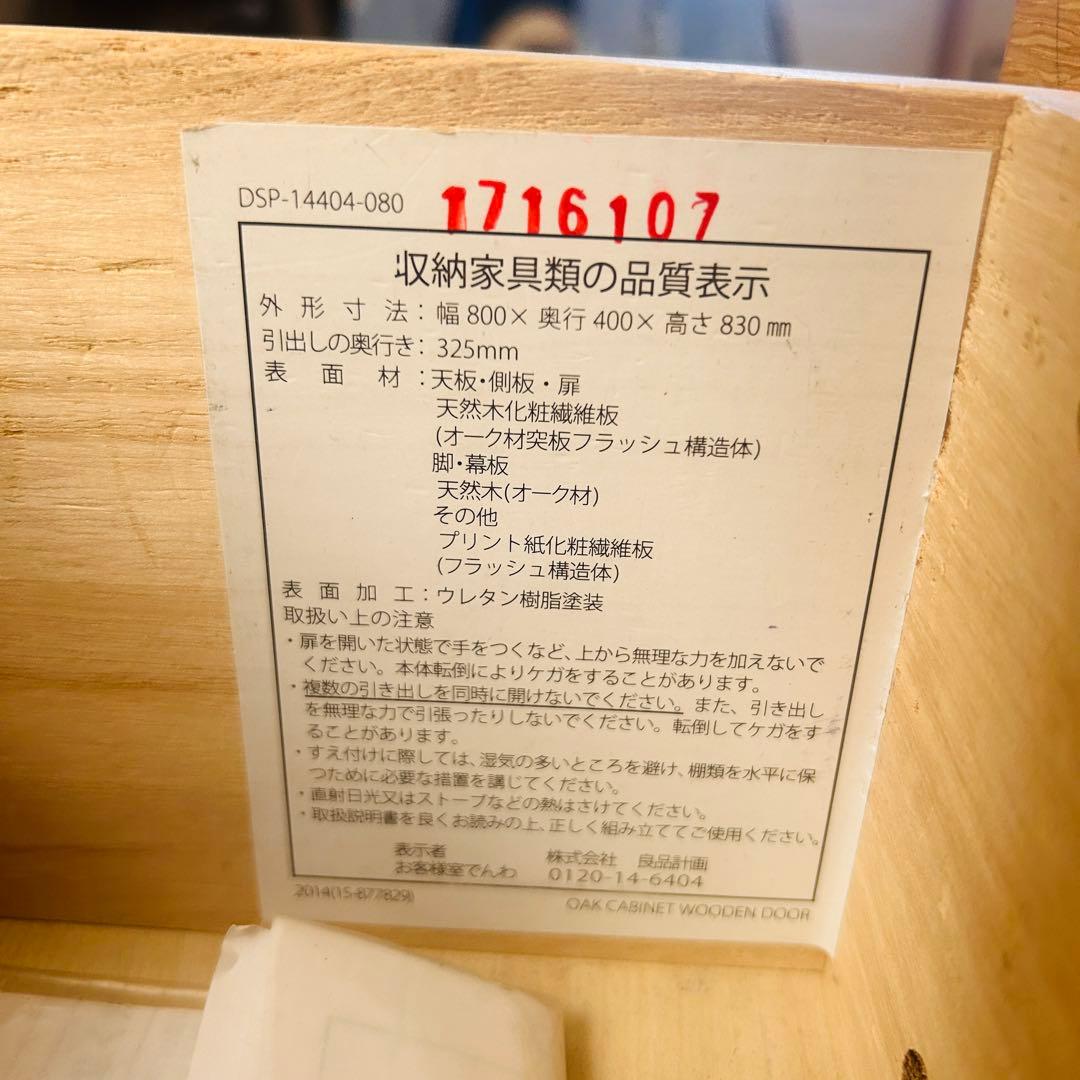 DSP-14404-080
1716107
収納家具類の品質表示
外形寸法：幅 800× 奥行 400× 高さ 830 ㎜
引出しの奥行き：325mm
表面材：天板・側板・扉
天然木化粧繊維板
(オーク材突板フラッシュ構造体)
脚・幕板
天然木(オーク材)
その他
プリント紙化粧繊維板
(フラッシュ構造体)
表面加工：ウレタン樹脂塗装
取扱い上の注意
・扉を開いた状態で手をつくなど、上から無理な力を加えないで
ください。本体転倒によりケガをすることがあります。
・複数の引き出しを同時に開けないでください。また、引き出し
を無理な力で引張ったりしないでください。転倒してケガをす
ることがあります。
・すえ付けに際しては、湿気の多いところを避け、棚類を水平に保
つために必要な措置を講じてください。
・直射日光又はストーブなどの熱はさけてください。
・取扱説明書を良くお読みの上、正しく組み立ててご使用ください。
表示者 株式会社 良品計画
お客様室でんわ 0120-14-6404
2014(15-877829) OAK CABINET WOODEN DOOR